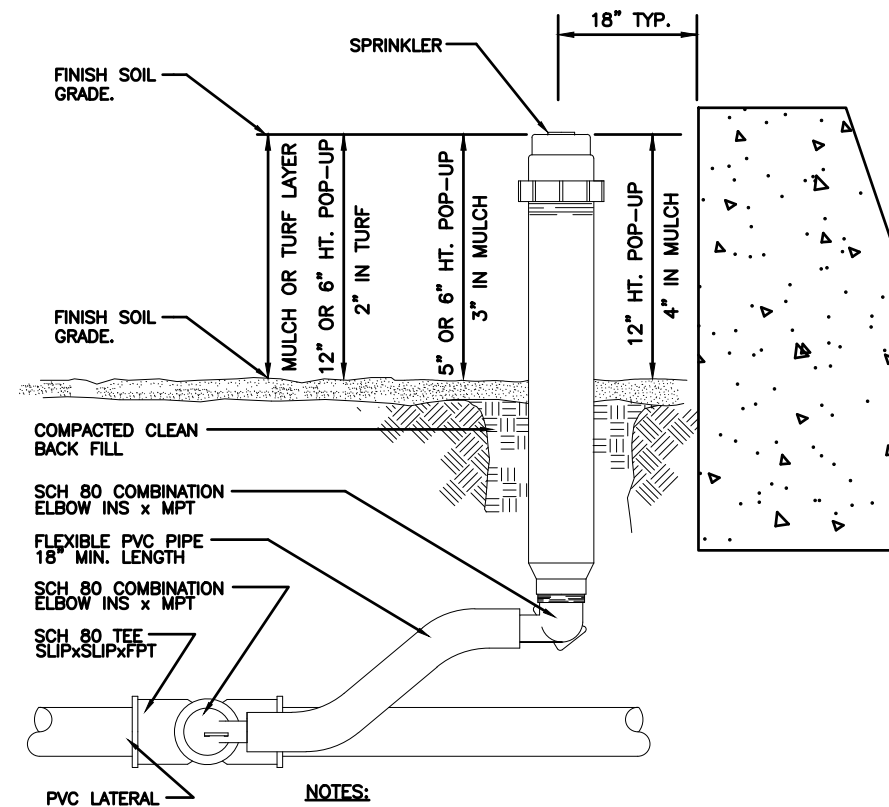 18" TYP.
SPRINKLER
FINISH SOIL
GRADE.
MULCH OR TURF LAYER
12" OR 6" HT. POP-UP
2" IN TURF
5" OR 6" HT. POP-UP
3" IN MULCH
12" HT. POP-UP
4" IN MULCH
FINISH SOIL
GRADE.
COMPACTED CLEAN
BACK FILL
SCH 80 COMBINATION
ELBOW INS x MPT
FLEXIBLE PVC PIPE
18" MIN. LENGTH
SCH 80 COMBINATION
ELBOW INS x MPT
SCH 80 TEE
SLIPxSLIPxFPT
PVC LATERAL
NOTES: